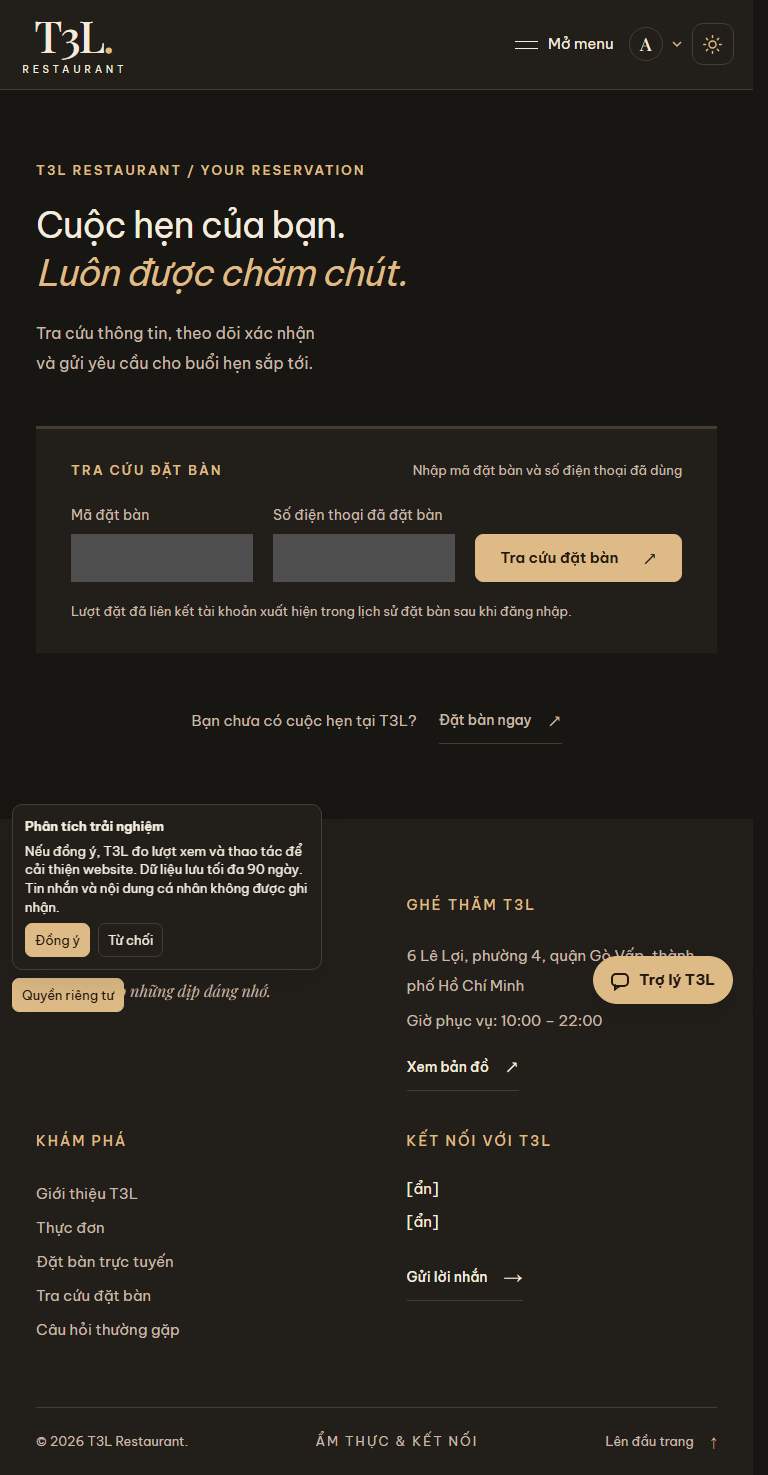 T3L.
RESTAURANT
Mở menu
A
T3L RESTAURANT / YOUR RESERVATION
Cuộc hẹn của bạn.
Luôn được chăm chút.
Tra cứu thông tin, theo dõi xác nhận
và gửi yêu cầu cho buổi hẹn sắp tới.
TRA CỨU ĐẶT BÀN
Nhập mã đặt bàn và số điện thoại đã dùng
Mã đặt bàn
Số điện thoại đã đặt bàn
Tra cứu đặt bàn ↗
Lượt đặt đã liên kết tài khoản xuất hiện trong lịch sử đặt bàn sau khi đăng nhập.
Bạn chưa có cuộc hẹn tại T3L?
Đặt bàn ngay ↗
Phân tích trải nghiệm
Nếu đồng ý, T3L đo lượt xem và thao tác để
cải thiện website. Dữ liệu lưu tối đa 90 ngày.
Tin nhắn và nội dung cá nhân không được ghi
nhận.
Đồng ý
Từ chối
Quyền riêng tư
những dịp đáng nhớ.
GHÉ THĂM T3L
6 Lê Lợi, phường 4, quận Gò Vấp, thành
phố Hồ Chí Minh
Giờ phục vụ: 10:00 – 22:00
Xem bản đồ ↗
Trợ lý T3L
KHÁM PHÁ
Giới thiệu T3L
Thực đơn
Đặt bàn trực tuyến
Tra cứu đặt bàn
Câu hỏi thường gặp
KẾT NỐI VỚI T3L
[ẩn]
[ẩn]
Gửi lời nhắn →
© 2026 T3L Restaurant.
ẨM THỰC & KẾT NỐI
Lên đầu trang ↑